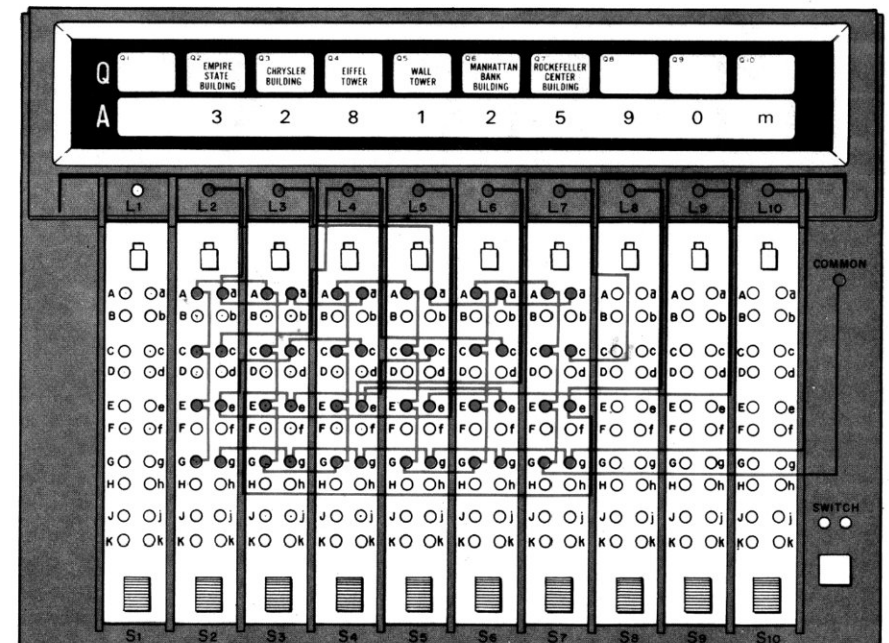 Q Q1 Q2 Q3 Q4 Q5 Q6 Q7 Q8 Q9 Q10
EMPIRE STATE BUILDING
CHRYSLER BUILDING
EIFFEL TOWER
WALL TOWER
MANHATTAN BANK BUILDING
ROCKEFELLER CENTER BUILDING
A 3 2 8 1 2 5 9 0 m
L1 L2 L3 L4 L5 L6 L7 L8 L9 L10
COMMON
A a A a A a A a A a A a A a A a A a A a
B b B b B b B b B b B b B b B b B b B b
C c C c C c C c C c C c C c C c C c C c
D d D d D d D d D d D d D d D d D d D d
E e E e E e E e E e E e E e E e E e E e
F f F f F f F f F f F f F f F f F f F f
G g G g G g G g G g G g G g G g G g G g
H h H h H h H h H h H h H h H h H h H h
SWITCH
J j J j J j J j J j J j J j J j J j J j
K k K k K k K k K k K k K k K k K k K k
S1 S2 S3 S4 S5 S6 S7 S8 S9 S10